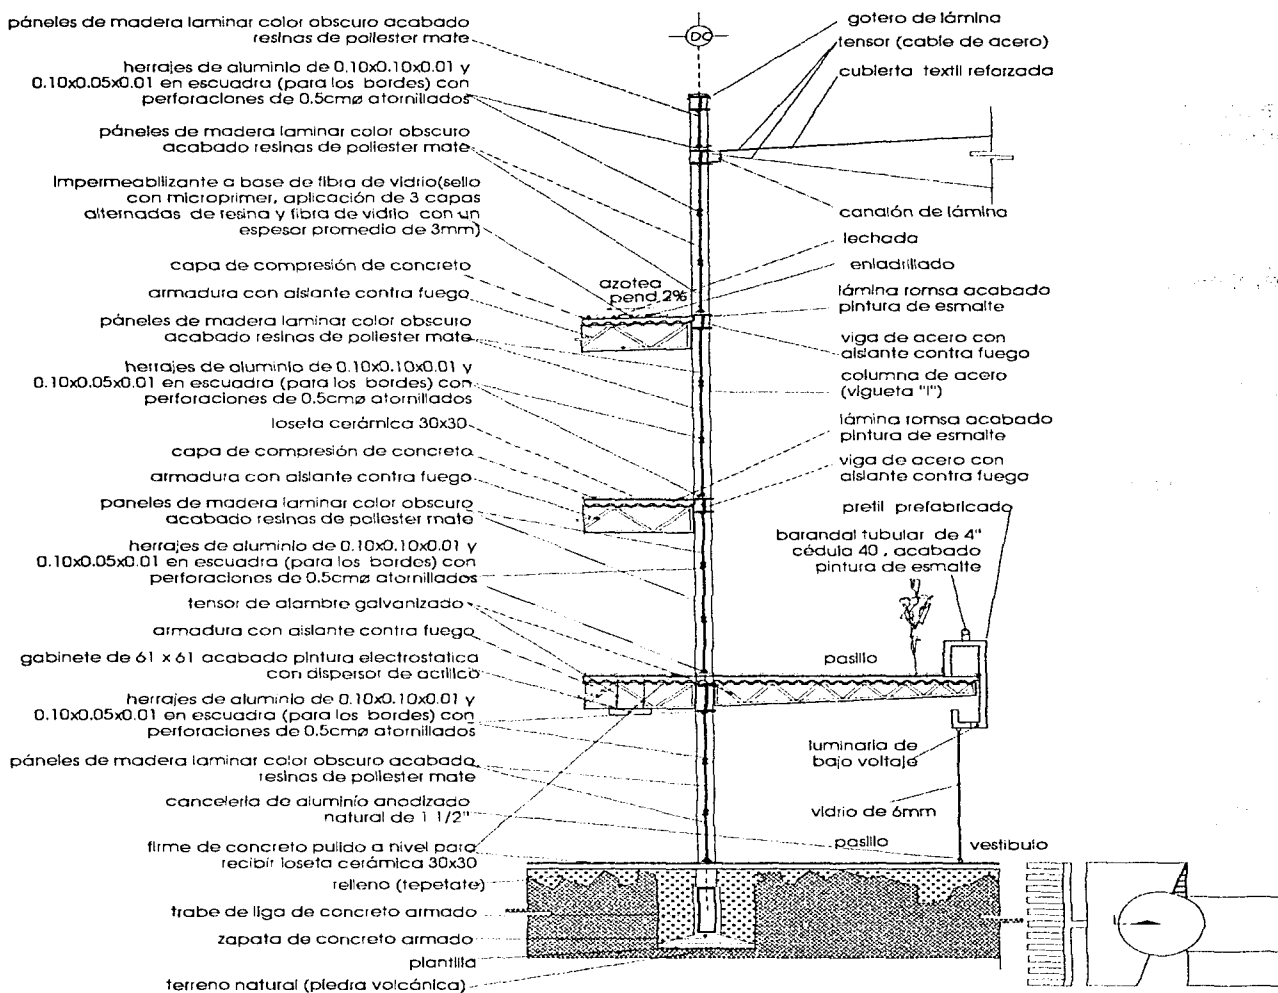 páneles de madera laminar color obscuro acabado
resinas de poliester mate
herrajes de aluminio de 0.10x0.10x0.01 y
0.10x0.05x0.01 en escuadra (para los bordes) con
perforaciones de 0.5cmø atornillados
páneles de madera laminar color obscuro
acabado resinas de poliester mate
impermeabilizante a base de fibra de vidrio(sello
con microprimer, aplicación de 3 capas
alternadas de resina y fibra de vidrio con un
espesor promedio de 3mm)
capa de compresión de concreto
armadura con aislante contra fuego
páneles de madera laminar color obscuro
acabado resinas de poliester mate
herrajes de aluminio de 0.10x0.10x0.01 y
0.10x0.05x0.01 en escuadra (para los bordes) con
perforaciones de 0.5cmø atornillados
loseta cerámica 30x30
capa de compresión de concreto
armadura con aislante contra fuego
paneles de madera laminar color obscuro
acabado resinas de poliester mate
herrajes de aluminio de 0.10x0.10x0.01 y
0.10x0.05x0.01 en escuadra (para los bordes) con
perforaciones de 0.5cmø atornillados
tensor de alambre galvanizado
armadura con aislante contra fuego
gabinete de 61 x 61 acabado pintura electrostatica
con dispersor de acrilico
herrajes de aluminio de 0.10x0.10x0.01 y
0.10x0.05x0.01 en escuadra (para los bordes) con
perforaciones de 0.5cmø atornillados
páneles de madera laminar color obscuro acabado
resinas de poliester mate
canceleria de aluminio anodizado
natural de 1 1/2"
firme de concreto pulido a nivel para
recibir loseta cerámica 30x30
relleno (tepetate)
trabe de liga de concreto armado
zapata de concreto armado
plantilla
terreno natural (piedra volcánica)
DC
azotea
pend 2%
gotero de lámina
tensor (cable de acero)
cubierta textil reforzada
canalón de lámina
lechada
enladrillado
lámina romsa acabado
pintura de esmalte
viga de acero con
aislante contra fuego
columna de acero
(vigueta "I")
lámina romsa acabado
pintura de esmalte
viga de acero con
aislante contra fuego
pretil prefabricado
barandal tubular de 4"
cédula 40 , acabado
pintura de esmalte
pasillo
luminaria de
bajo voltaje
vidrio de 6mm
pasillo
vestibulo